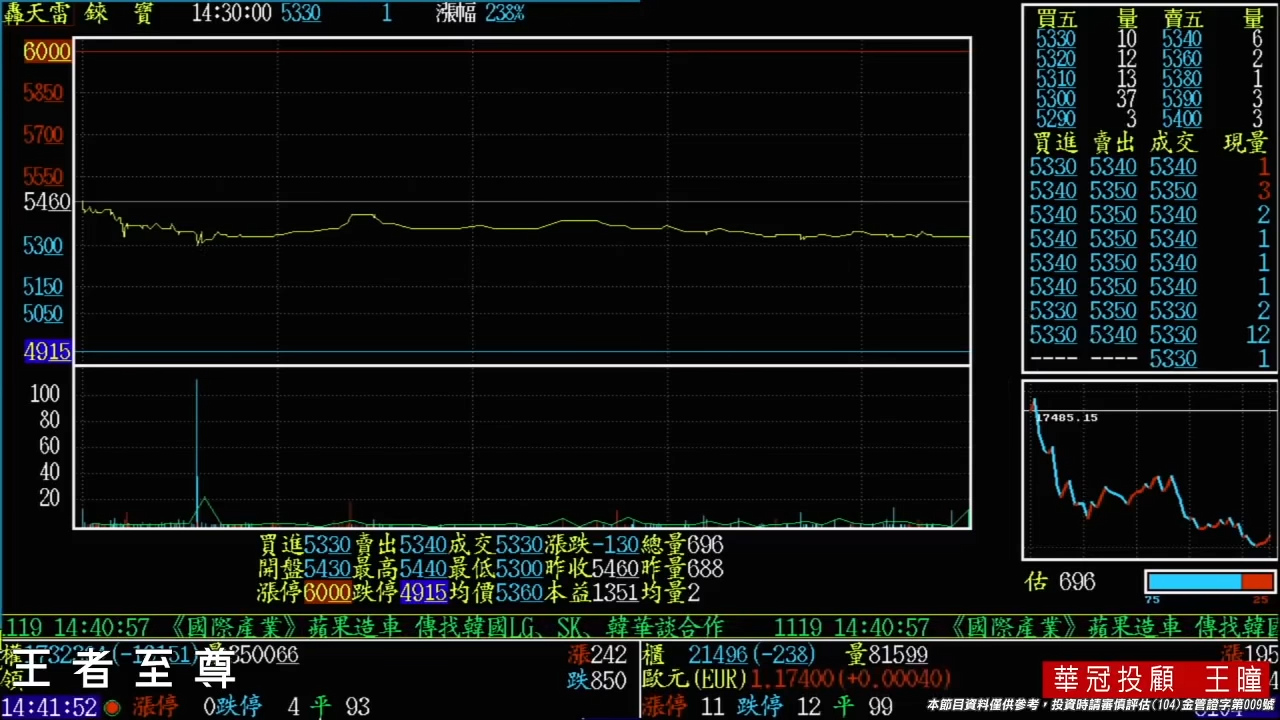 轟天雷 錸 寶 14:30:00 5330 1 漲幅 238%
6000
5850
5700
5550
5460
5300
5150
5050
4915
100
80
60
40
20
買進5330賣出5340成交5330漲跌-130總量696
開盤5430最高5440最低5300昨收5460昨量688
漲停6000跌停4915均價5360本益1351均量2
買五 量 賣五 量
5330 10 5340 6
5320 12 5360 2
5310 13 5380 1
5300 37 5390 3
5290 3 5400 3
買進 賣出 成交 現量
5330 5340 5340 1
5340 5350 5350 3
5340 5350 5340 2
5340 5350 5340 1
5340 5350 5340 1
5340 5350 5340 1
5330 5350 5330 2
5330 5340 5330 12
---- ---- 5330 1
17485.15
估 696
75 25
119 14:40:57 《國際產業》蘋果造車 傳找韓國LG、SK、韓華談合作 1119 14:40:57 《國際產業》蘋果造車 傳找韓國
漲242
跌850
櫃 21496(-238) 量81599 漲195
歐元(EUR)1.17400(+0.00040)
王者至尊
華冠投顧 王曈
14:41:52 漲停 0跌停 4 平 93
漲停 11 跌停 12 平 99
本節目資料僅供參考，投資時請審慎評估(104)金管證字第009號